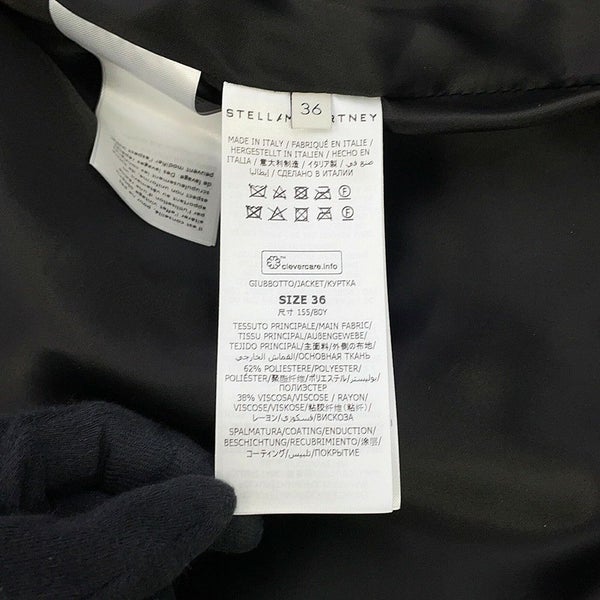 36
STELLA McCARTNEY
MADE IN ITALY / FABRIQUÉ EN ITALIE /
HERGESTELLT IN ITALIEN / HECHO EN
ITALIA / 意大利制造 / イタリア製 / صنع في
إيطاليا / СДЕЛАНО В ИТАЛИИ
clevercare.info
GIUBBOTTO/JACKET/КУРТКА
SIZE 36
尺寸 155/80Y
TESSUTO PRINCIPALE/MAIN FABRIC/
TISSU PRINCIPAL/AUßENGEWEBE/
TEJIDO PRINCIPAL/主面料/外側の布地/
القماش الخارجي/ОСНОВНАЯ ТКАНЬ
62% POLIESTERE/POLYESTER/
POLIÉSTER/聚酯纤维/ポリエステル/بوليستر/
ПОЛИЭСТЕР
38% VISCOSA/VISCOSE / RAYON/
VISCOSE/VISKOSE/粘胶纤维(粘纤)/
レーヨン/فسكوزي/ВИСКОЗА
SPALMATURA/COATING/ENDUCTION/
BESCHICHTUNG/RECUBRIMIENTO/涂层/
コーティング/تلبيس/ПОКРЫТИЕ